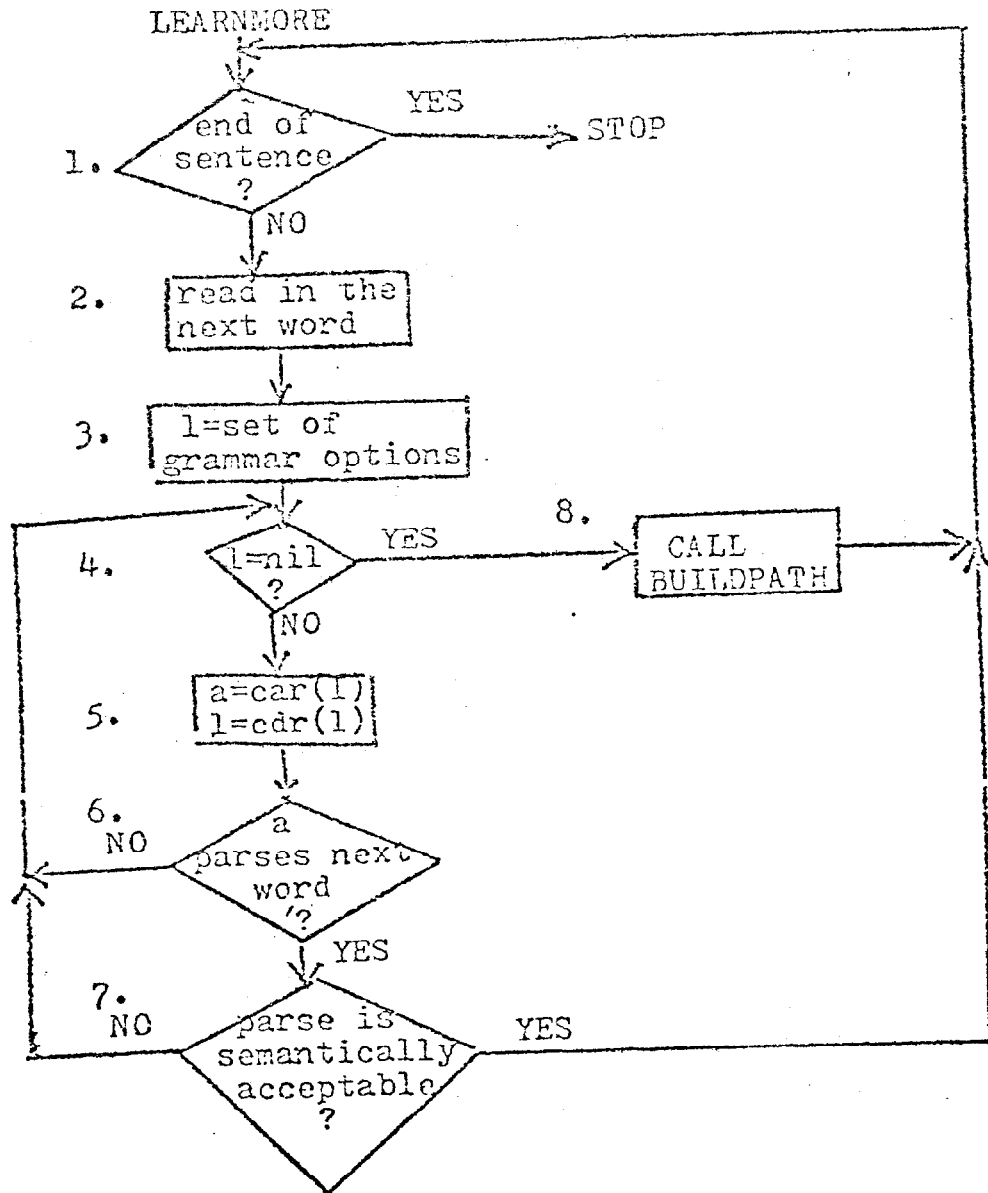 LEARNMORE
1.
end of
sentence
?
YES
STOP
NO
2.
read in the
next word
3.
l=set of
grammar options
4.
l=nil
?
YES
8.
CALL
BUILDPATH
NO
5.
a=car(l)
l=cdr(l)
6.
NO
a
parses next
word
?
YES
7.
NO
parse is
semantically
acceptable
?
YES